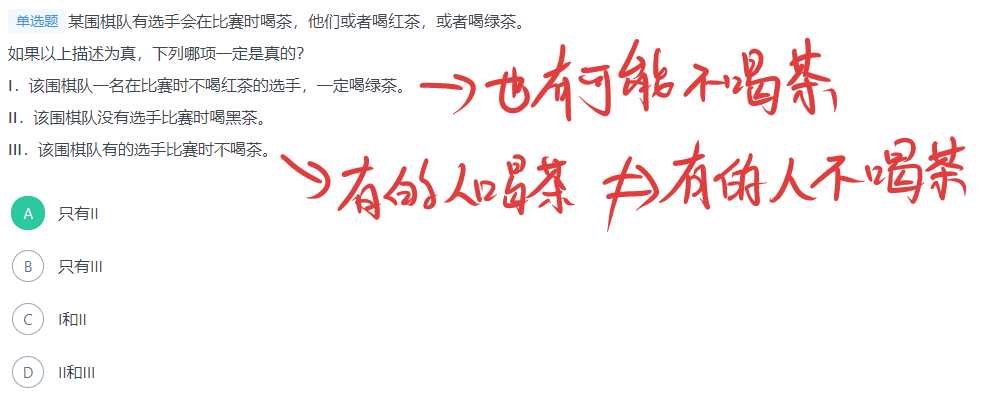 单选题 某围棋队有选手会在比赛时喝茶，他们或者喝红茶，或者喝绿茶。
如果以上描述为真，下列哪项一定是真的？
I．该围棋队一名在比赛时不喝红茶的选手，一定喝绿茶。 → 也有可能不喝茶
II．该围棋队没有选手比赛时喝黑茶。
III．该围棋队有的选手比赛时不喝茶。
→ 有的人喝茶 ⇏ 有的人不喝茶
A 只有II
B 只有III
C I和II
D II和III